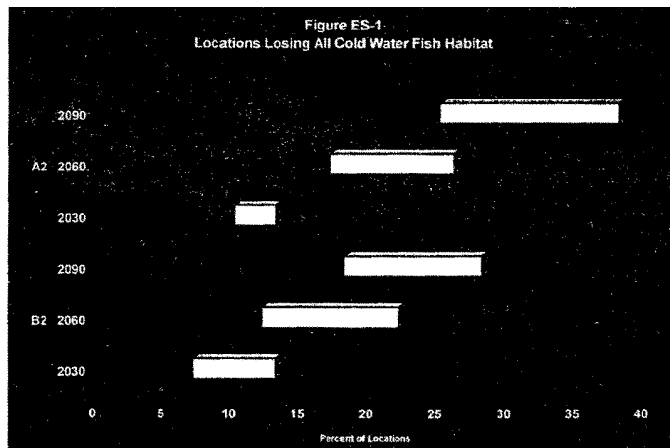 Figure ES-1
Locations Losing All Cold Water Fish Habitat
2090
A2 2060
2030
2090
B2 2060
2030
0 5 10 15 20 25 30 35 40
Percent of Locations